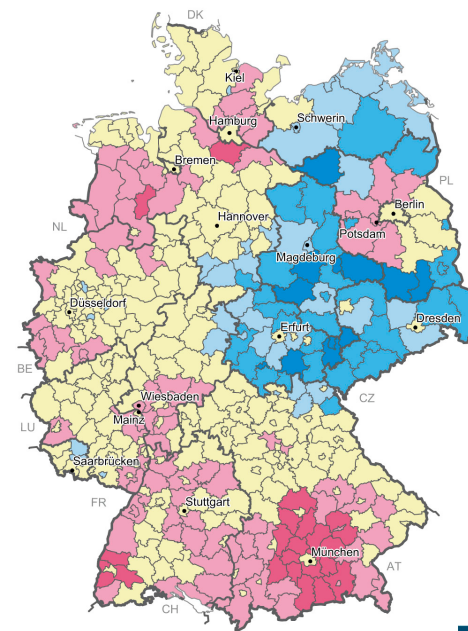 DK
Kiel
Hamburg
Schwerin
Bremen
PL
Berlin
NL
Hannover
Potsdam
Magdeburg
Düsseldorf
Erfurt
Dresden
BE
CZ
Wiesbaden
LU
Mainz
Saarbrücken
FR
Stuttgart
München
AT
CH